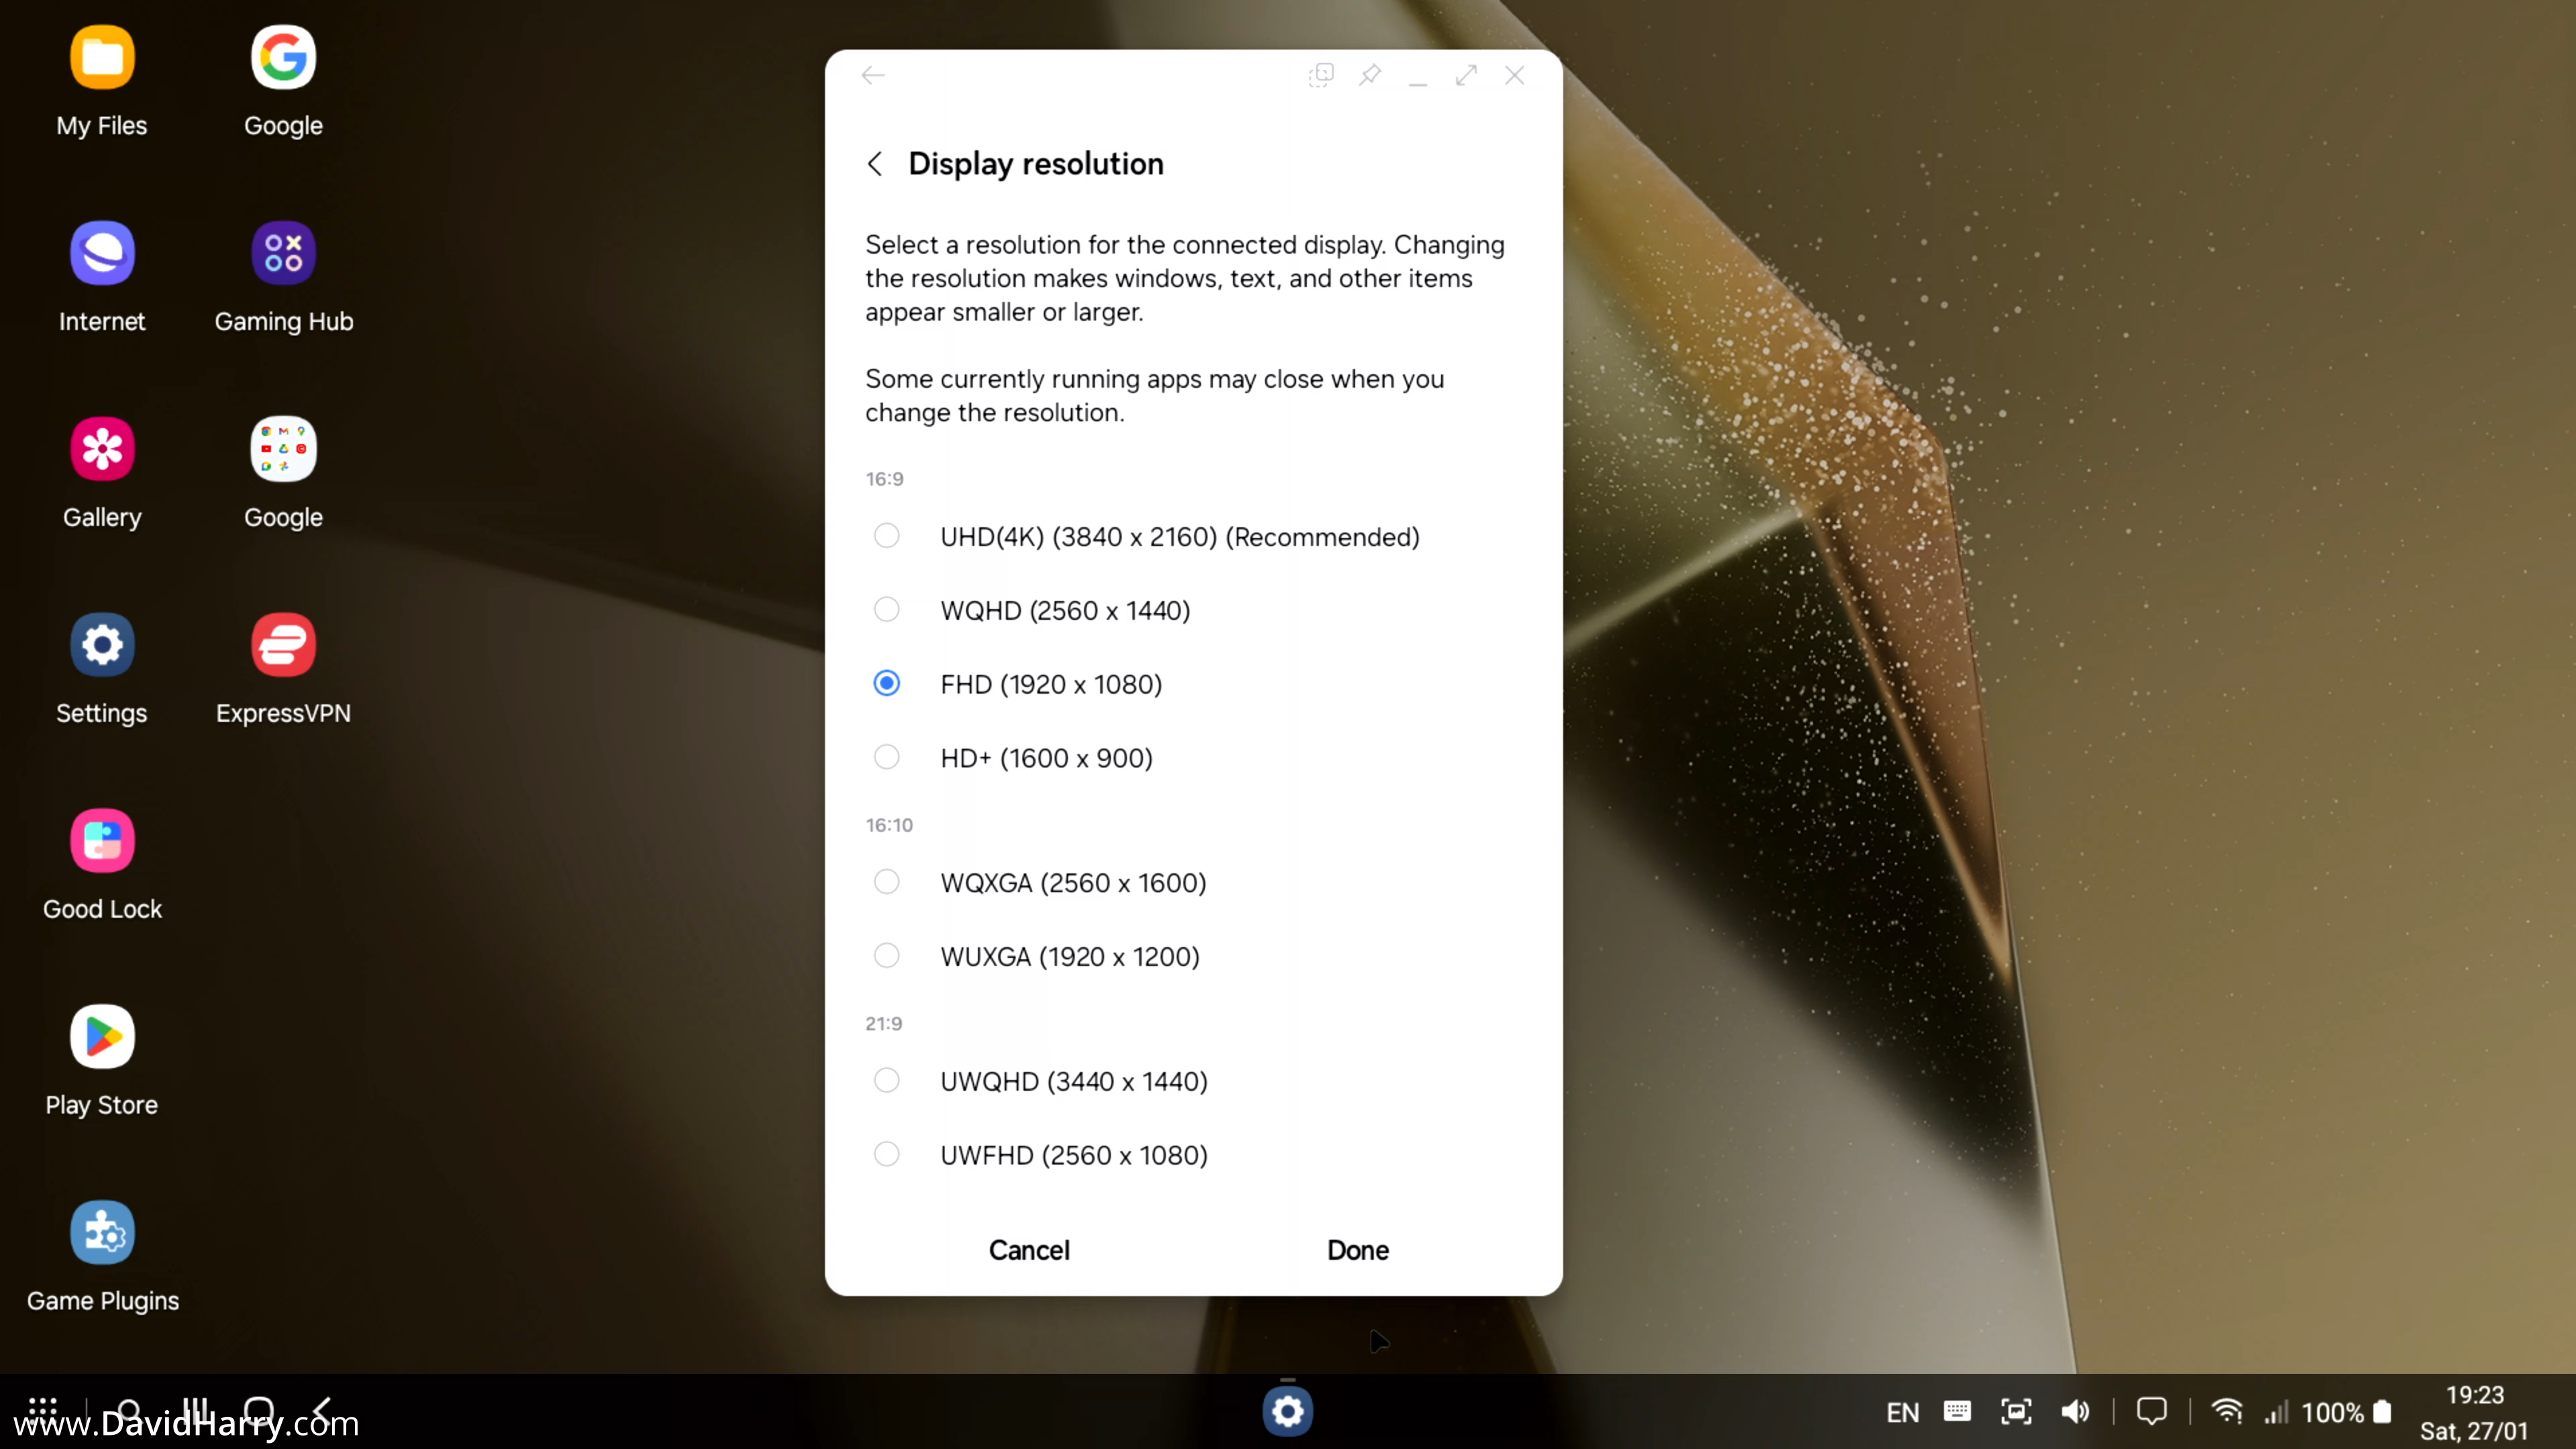 My Files
Google
Internet
Gaming Hub
Gallery
Google
Settings
ExpressVPN
Good Lock
Play Store
Game Plugins
Display resolution
Select a resolution for the connected display. Changing
the resolution makes windows, text, and other items
appear smaller or larger.
Some currently running apps may close when you
change the resolution.
16:9
UHD(4K) (3840 x 2160) (Recommended)
WQHD (2560 x 1440)
FHD (1920 x 1080)
HD+ (1600 x 900)
16:10
WQXGA (2560 x 1600)
WUXGA (1920 x 1200)
21:9
UWQHD (3440 x 1440)
UWFHD (2560 x 1080)
Cancel
Done
www.DavidHarry.com
EN
100%
19:23
Sat, 27/01